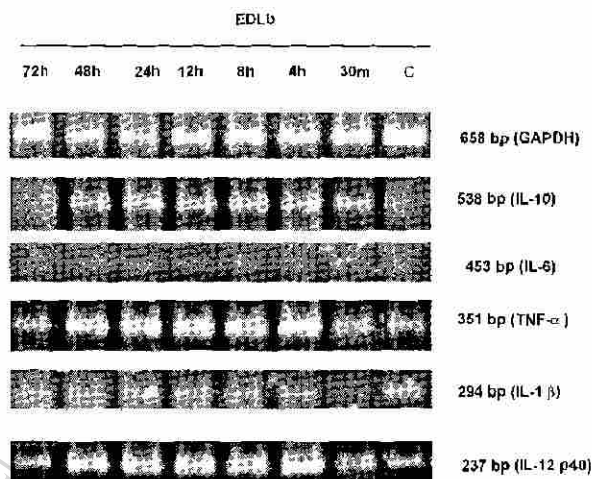 EDLb
72h 48h 24h 12h 8h 4h 30m C
658 bp (GAPDH)
538 bp (IL-10)
453 bp (IL-6)
351 bp (TNF-α)
294 bp (IL-1 β)
237 bp (IL-12 p40)